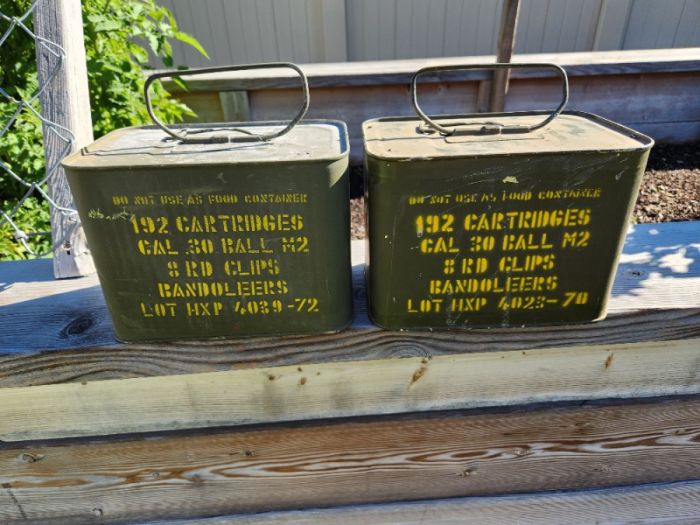 DO NOT USE AS FOOD CONTAINER
192 CARTRIDGES
CAL .30 BALL M2
8 RD CLIPS
BANDOLEERS
LOT HXP 4039-72
DO NOT USE AS FOOD CONTAINER
192 CARTRIDGES
CAL .30 BALL M2
8 RD CLIPS
BANDOLEERS
LOT HXP 4023-70